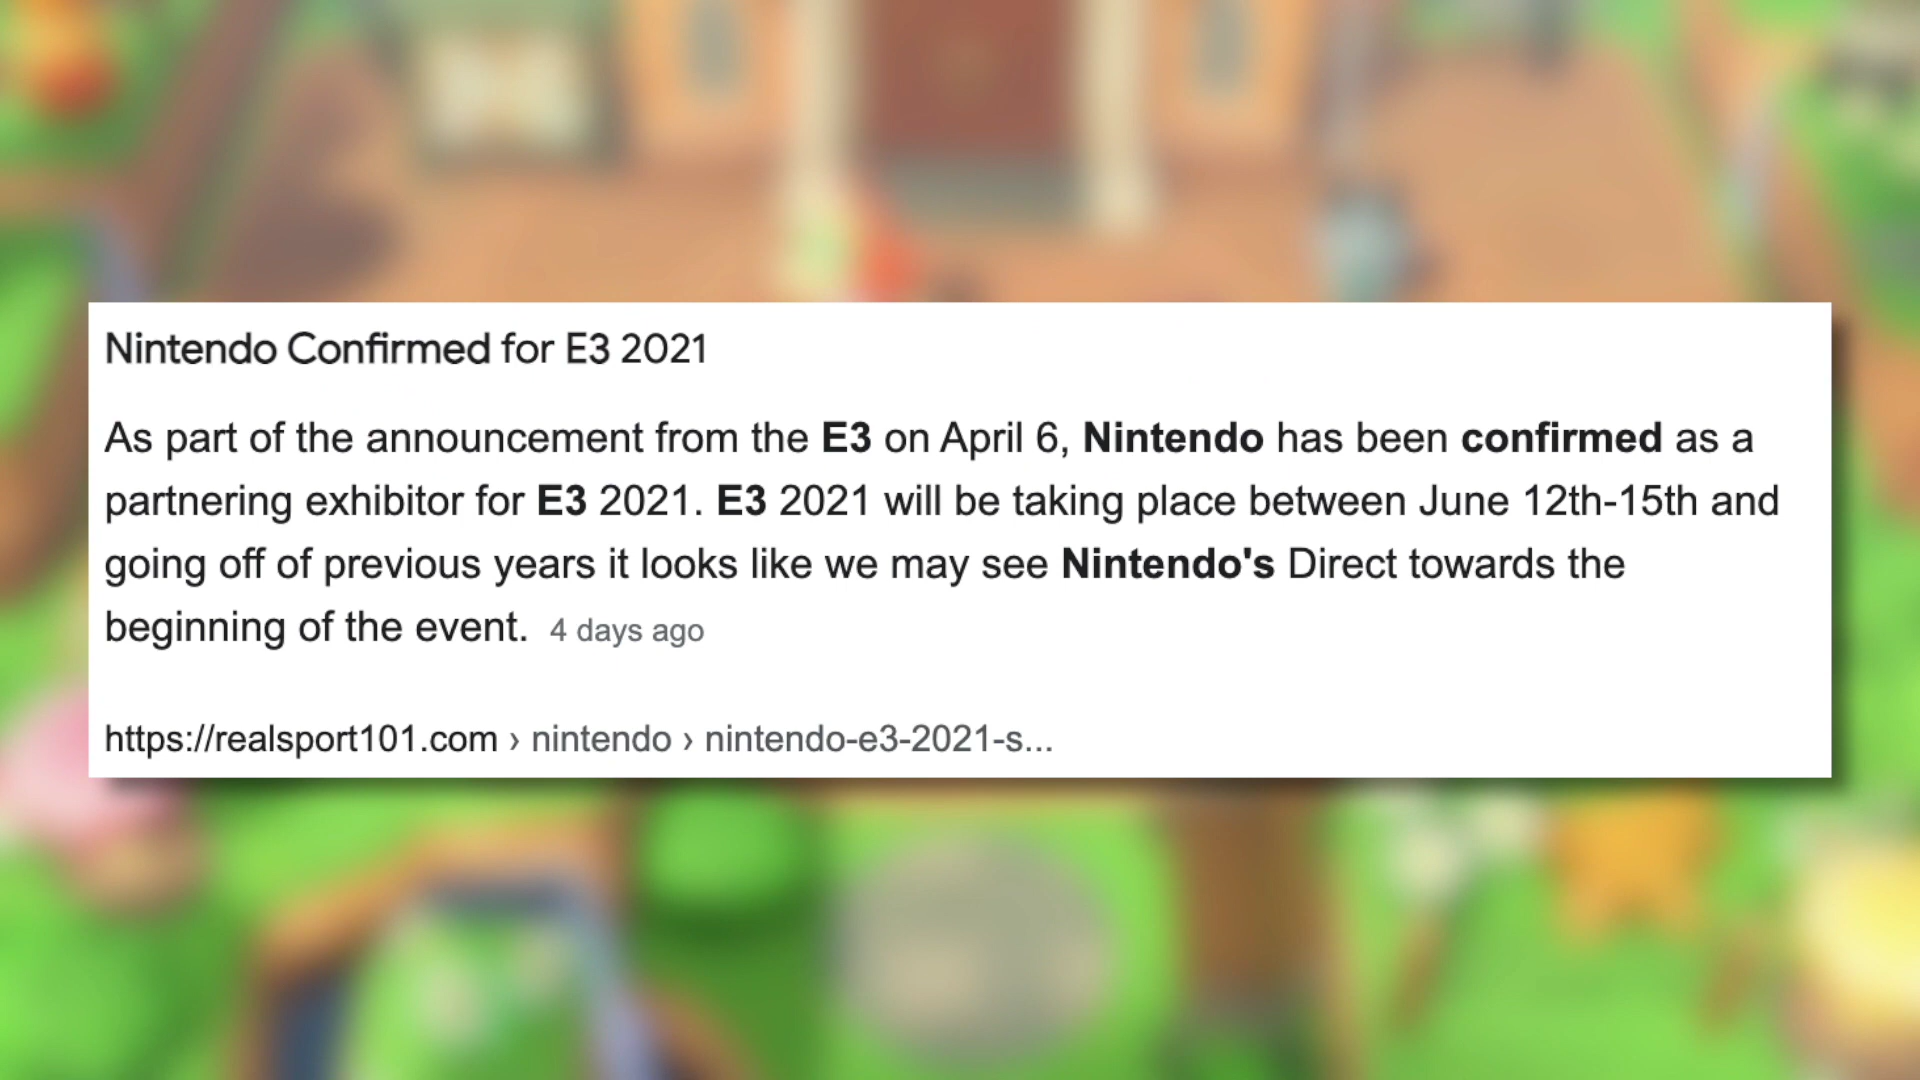 Nintendo Confirmed for E3 2021
As part of the announcement from the E3 on April 6, Nintendo has been confirmed as a
partnering exhibitor for E3 2021. E3 2021 will be taking place between June 12th-15th and
going off of previous years it looks like we may see Nintendo's Direct towards the
beginning of the event. 4 days ago
https://realsport101.com › nintendo › nintendo-e3-2021-s...